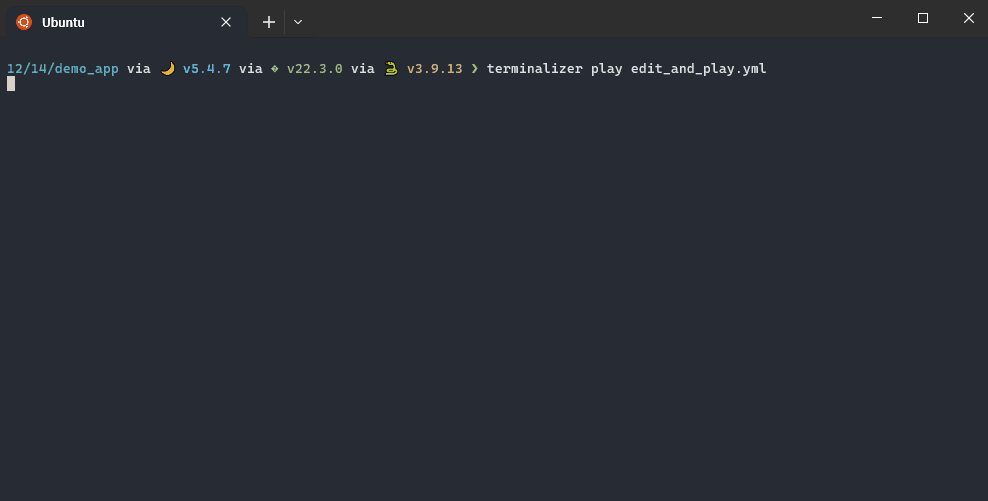 Ubuntu
12/14/demo_app via 🌙 v5.4.7 via � v22.3.0 via 🐍 v3.9.13 ❯ terminalizer play edit_and_play.yml